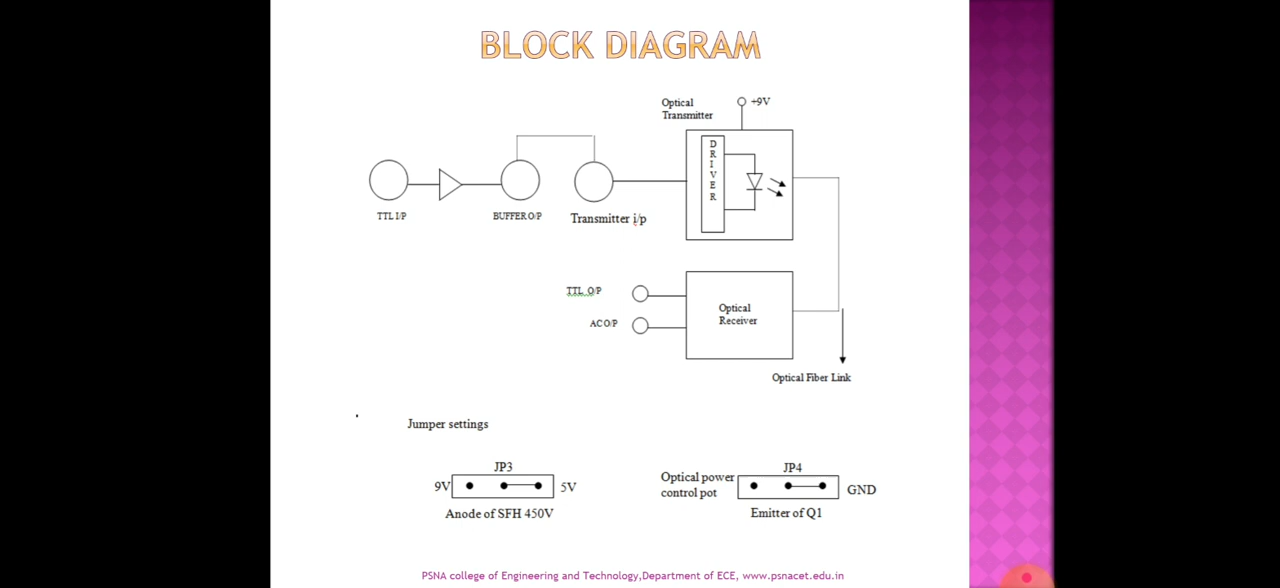 BLOCK DIAGRAM
Optical
Transmitter
+9V
D
R
I
V
E
R
TTL I/P
BUFFER O/P
Transmitter i/p
TTL O/P
AC O/P
Optical
Receiver
Optical Fiber Link
Jumper settings
JP3
9V
5V
Anode of SFH 450V
JP4
Optical power
control pot
GND
Emitter of Q1
PSNA college of Engineering and Technology,Department of ECE, www.psnacet.edu.in